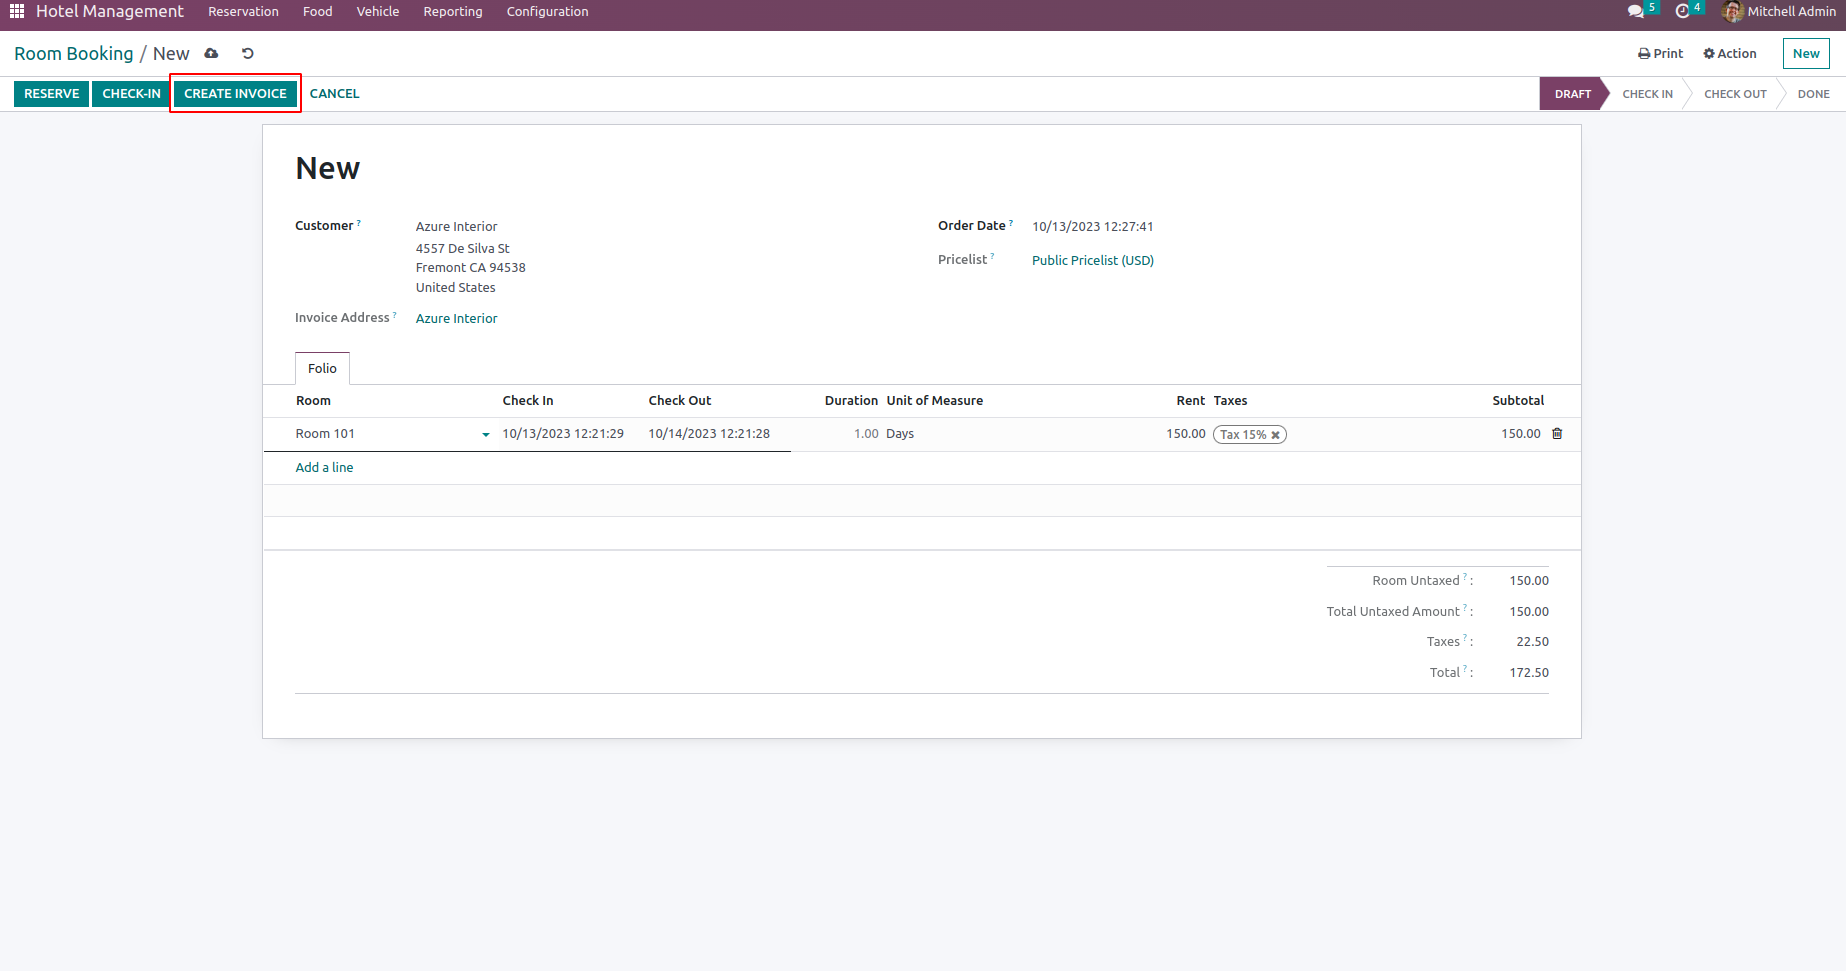 Hotel Management Reservation Food Vehicle Reporting Configuration 5 4 Mitchell Admin
Room Booking / New Print Action New
RESERVE CHECK-IN CREATE INVOICE CANCEL DRAFT CHECK IN CHECK OUT DONE
New
Customer ? Azure Interior Order Date ? 10/13/2023 12:27:41
4557 De Silva St
Fremont CA 94538 Pricelist ? Public Pricelist (USD)
United States
Invoice Address ? Azure Interior
Folio
Room Check In Check Out Duration Unit of Measure Rent Taxes Subtotal
Room 101 10/13/2023 12:21:29 10/14/2023 12:21:28 1.00 Days 150.00 Tax 15% ✖ 150.00
Add a line
Room Untaxed ? : 150.00
Total Untaxed Amount ? : 150.00
Taxes ? : 22.50
Total ? : 172.50